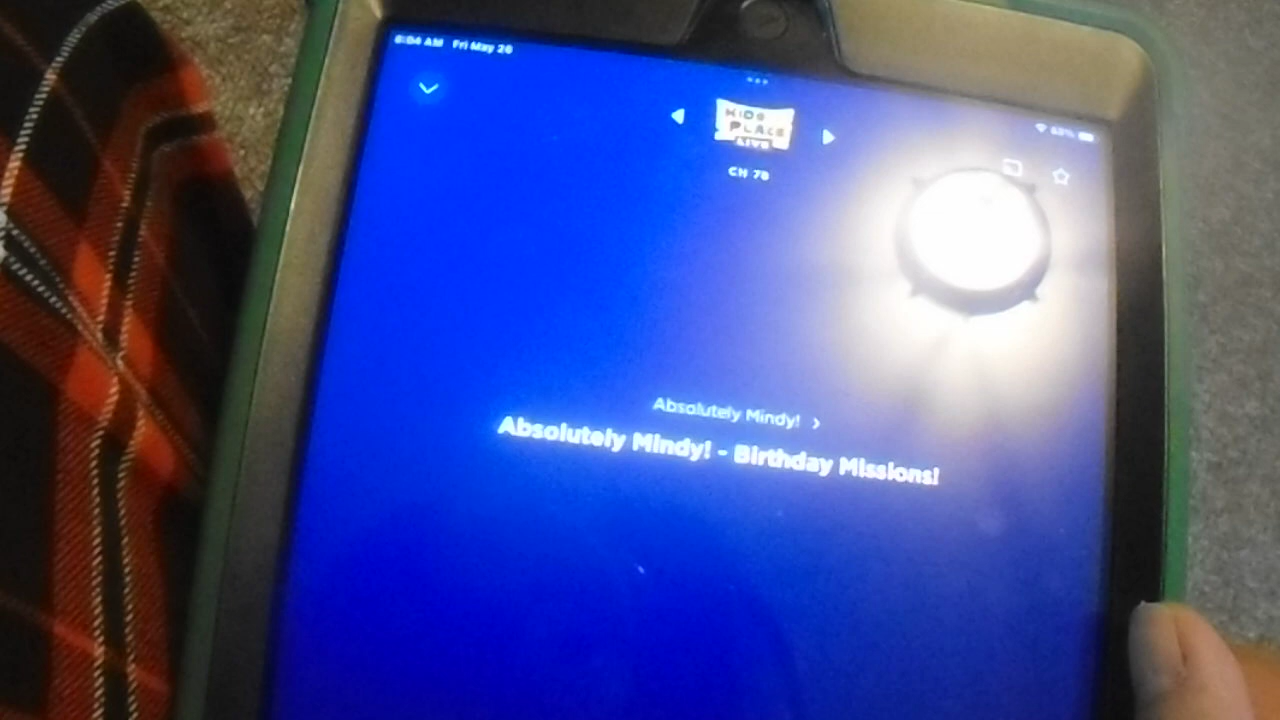 8:04 AM Fri May 26
KIDS
PLACE
LIVE
CH 78
Absolutely Mindy! >
Absolutely Mindy! - Birthday Missions!